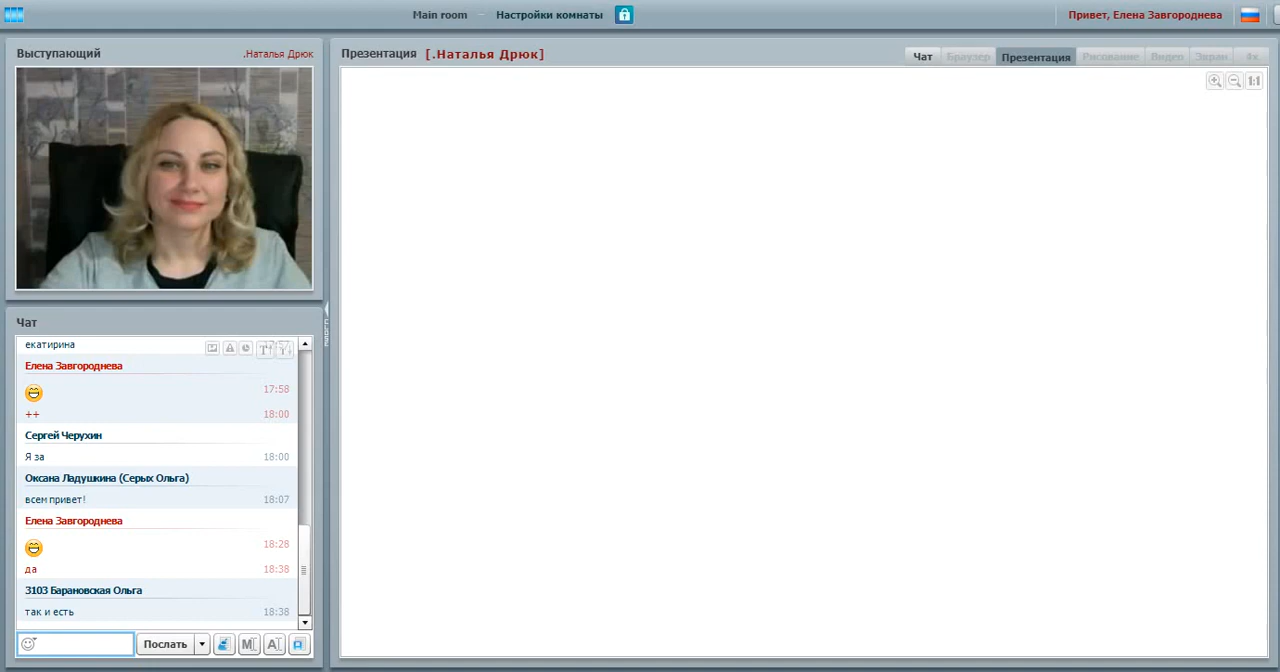 Main room
Настройки комнаты
Привет, Елена Завгороднева
Выступающий
.Наталья Дрюк
Презентация [.Наталья Дрюк]
Чат Браузер Презентация Рисование Видео Экран
1:1
Чат
екатирина
Елена Завгороднева
17:58
++ 18:00
Сергей Черухин
Я за 18:00
Оксана Ладушкина (Серых Ольга)
всем привет! 18:07
Елена Завгороднева
18:28
да 18:38
3103 Барановская Ольга
так и есть 18:38
Послать